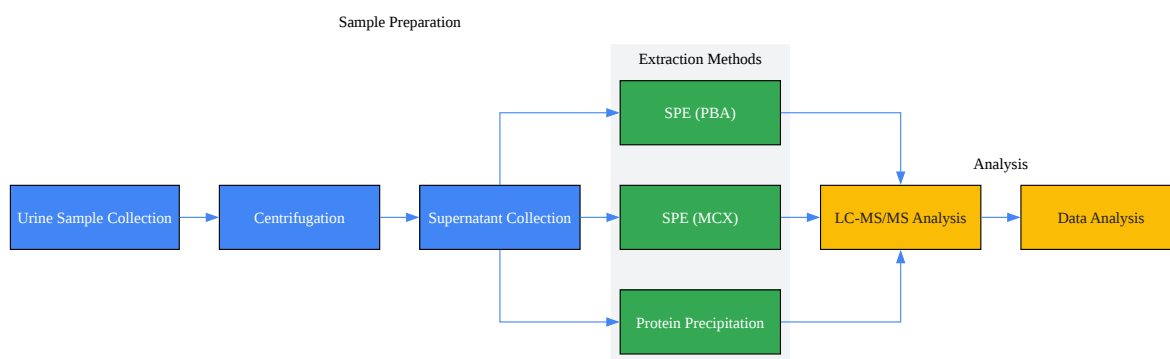 Sample Preparation
Extraction Methods
SPE (PBA)
Analysis
Urine Sample Collection
Centrifugation
Supernatant Collection
SPE (MCX)
LC-MS/MS Analysis
Data Analysis
Protein Precipitation